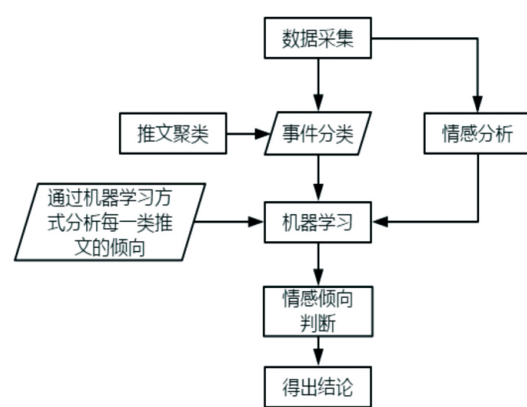 数据采集
推文聚类
事件分类
情感分析
通过机器学习方
式分析每一类推
文的倾向
机器学习
情感倾向
判断
得出结论